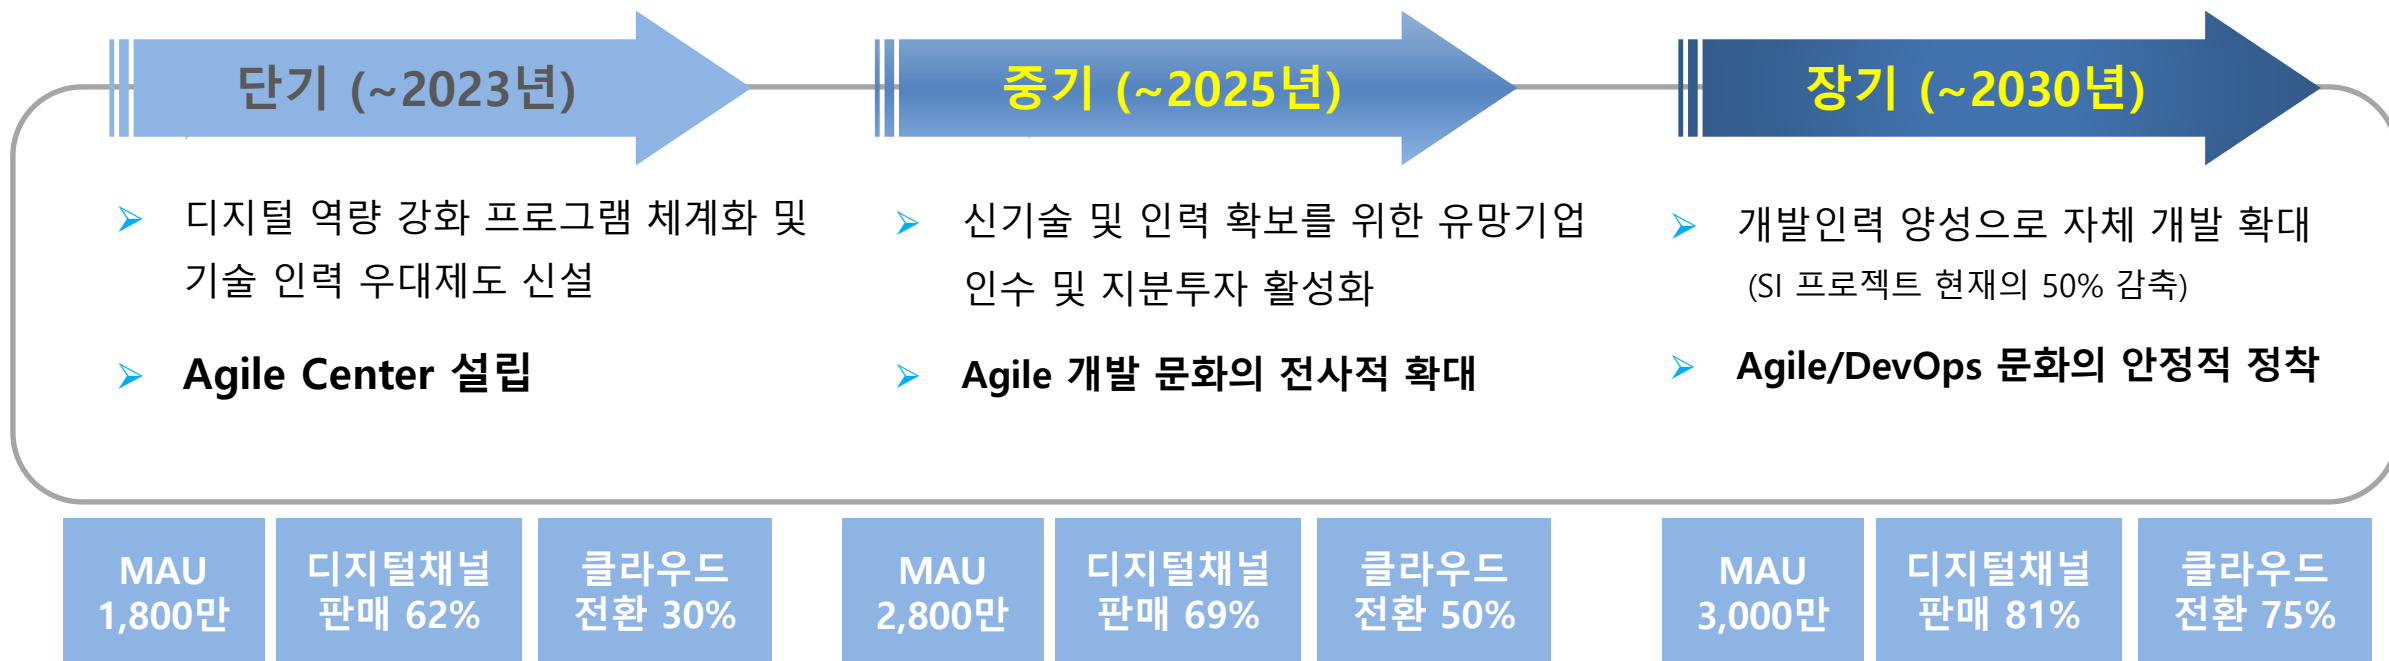 단기 (~2023년)
디지털 역량 강화 프로그램 체계화 및
기술 인력 우대제도 신설
Agile Center 설립
중기 (~2025년)
신기술 및 인력 확보를 위한 유망기업
인수 및 지분투자 활성화
Agile 개발 문화의 전사적 확대
장기 (~2030년)
개발인력 양성으로 자체 개발 확대
(SI 프로젝트 현재의 50% 감축)
Agile/DevOps 문화의 안정적 정착
MAU
1,800만
디지털채널
판매 62%
클라우드
전환 30%
MAU
2,800만
디지털채널
판매 69%
클라우드
전환 50%
MAU
3,000만
디지털채널
판매 81%
클라우드
전환 75%